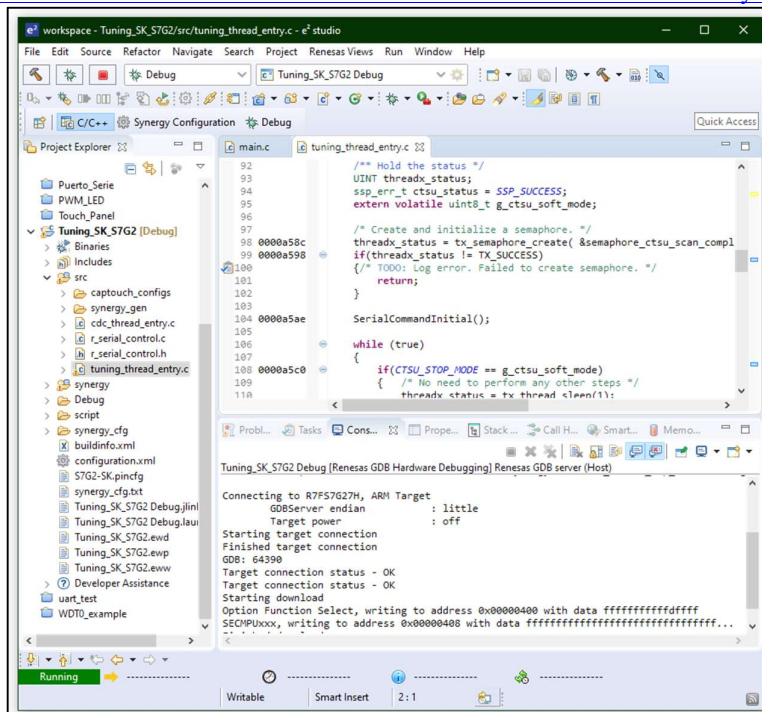 workspace - Tuning_SK_S7G2/src/tuning_thread_entry.c - e² studio
File Edit Source Refactor Navigate Search Project Renesas Views Run Window Help
Debug Tuning_SK_S7G2 Debug
Quick Access
C/C++ Synergy Configuration Debug
Project Explorer
Puerto_Serie
PWM_LED
Touch_Panel
Tuning_SK_S7G2 [Debug]
Binaries
Includes
src
captouch_configs
synergy_gen
cdc_thread_entry.c
r_serial_control.c
r_serial_control.h
tuning_thread_entry.c
synergy
Debug
script
synergy_cfg
buildinfo.xml
configuration.xml
S7G2-SK.pincfg
synergy_cfg.txt
Tuning_SK_S7G2 Debug.jlinl
Tuning_SK_S7G2 Debug.laui
Tuning_SK_S7G2.ewd
Tuning_SK_S7G2.ewp
Tuning_SK_S7G2.eww
Developer Assistance
uart_test
WDT0_example
main.c tuning_thread_entry.c
92 /** Hold the status */
93 UINT threadx_status;
94 ssp_err_t ctsu_status = SSP_SUCCESS;
95 extern volatile uint8_t g_ctsu_soft_mode;
96
97 /* Create and initialize a semaphore. */
98 0000a58c threadx_status = tx_semaphore_create( &semaphore_ctsu_scan_compl
99 0000a598 if(threadx_status != TX_SUCCESS)
100 {/* TODO: Log error. Failed to create semaphore. */
101 return;
102 }
103
104 0000a5ae SerialCommandInitial();
105
106 while (true)
107 {
108 0000a5c0 if(CTSU_STOP_MODE == g_ctsu_soft_mode)
109 { /* No need to perform any other steps */
110 threadx_status = tx_thread_sleep(1);
Probl... Tasks Cons... Prope... Stack ... Call H... Smart... Memo...
Tuning_SK_S7G2 Debug [Renesas GDB Hardware Debugging] Renesas GDB server (Host)
Connecting to R7FS7G27H, ARM Target
GDBServer endian : little
Target power : off
Starting target connection
Finished target connection
GDB: 64390
Target connection status - OK
Target connection status - OK
Starting download
Option Function Select, writing to address 0x00000400 with data fffffffffffdffff
SECMPUxxx, writing to address 0x00000408 with data ffffffffffffffffffffffffffffffffff...
Running
Writable Smart Insert 2 : 1